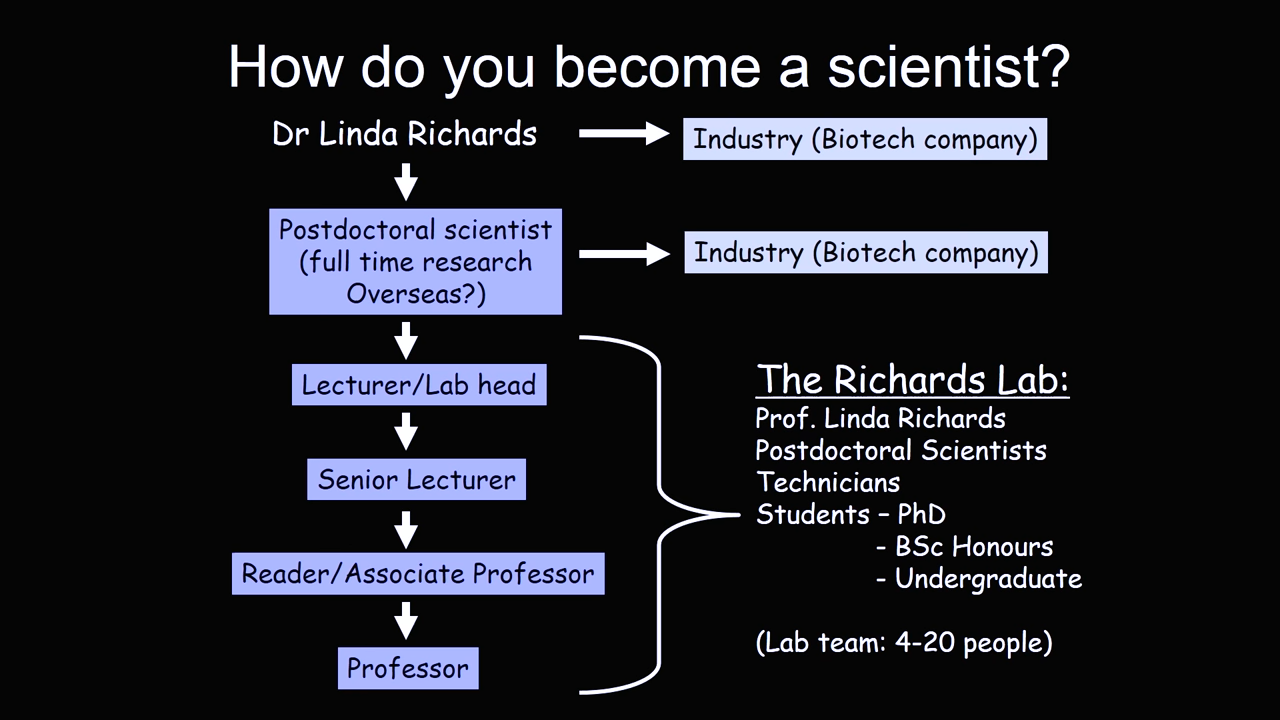 How do you become a scientist?
Dr Linda Richards
Industry (Biotech company)
Postdoctoral scientist
(full time research
Overseas?)
Industry (Biotech company)
Lecturer/Lab head
Senior Lecturer
Reader/Associate Professor
Professor
The Richards Lab:
Prof. Linda Richards
Postdoctoral Scientists
Technicians
Students – PhD
- BSc Honours
- Undergraduate
(Lab team: 4-20 people)